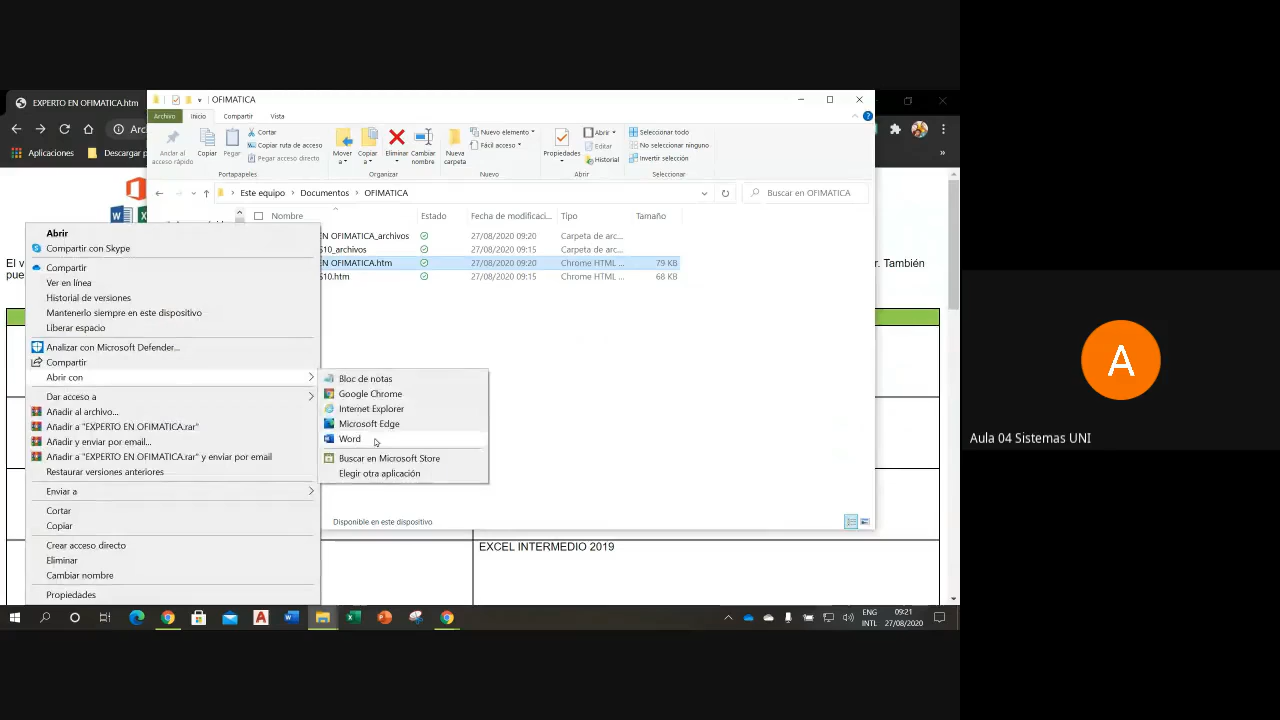 EXPERTO EN OFIMATICA.htm
OFIMATICA
Archivo Inicio Compartir Vista
Anclar al acceso rápido
Copiar
Pegar
Cortar
Copiar ruta de acceso
Pegar acceso directo
Mover a
Copiar a
Eliminar
Cambiar nombre
Nueva carpeta
Nuevo elemento
Fácil acceso
Propiedades
Abrir
Editar
Historial
Seleccionar todo
No seleccionar ninguno
Invertir selección
Portapapeles Organizar Nuevo Abrir Seleccionar
Aplicaciones
Descargar p
Este equipo > Documentos > OFIMATICA
Buscar en OFIMATICA
Nombre Estado Fecha de modificaci... Tipo Tamaño
EN OFIMATICA_archivos 27/08/2020 09:20 Carpeta de arc...
S10_archivos 27/08/2020 09:15 Carpeta de arc...
EN OFIMATICA.htm 27/08/2020 09:20 Chrome HTML ... 79 KB
S10.htm 27/08/2020 09:15 Chrome HTML ... 68 KB
El v
pue
r. También
Abrir
Compartir con Skype
Compartir
Ver en línea
Historial de versiones
Mantenerlo siempre en este dispositivo
Liberar espacio
Analizar con Microsoft Defender...
Compartir
Abrir con
Dar acceso a
Añadir al archivo...
Añadir a "EXPERTO EN OFIMATICA.rar"
Añadir y enviar por email...
Añadir a "EXPERTO EN OFIMATICA.rar" y enviar por email
Restaurar versiones anteriores
Enviar a
Cortar
Copiar
Crear acceso directo
Eliminar
Cambiar nombre
Propiedades
Bloc de notas
Google Chrome
Internet Explorer
Microsoft Edge
Word
Buscar en Microsoft Store
Elegir otra aplicación
Disponible en este dispositivo
EXCEL INTERMEDIO 2019
ENG
INTL
09:21
27/08/2020
A
Aula 04 Sistemas UNI